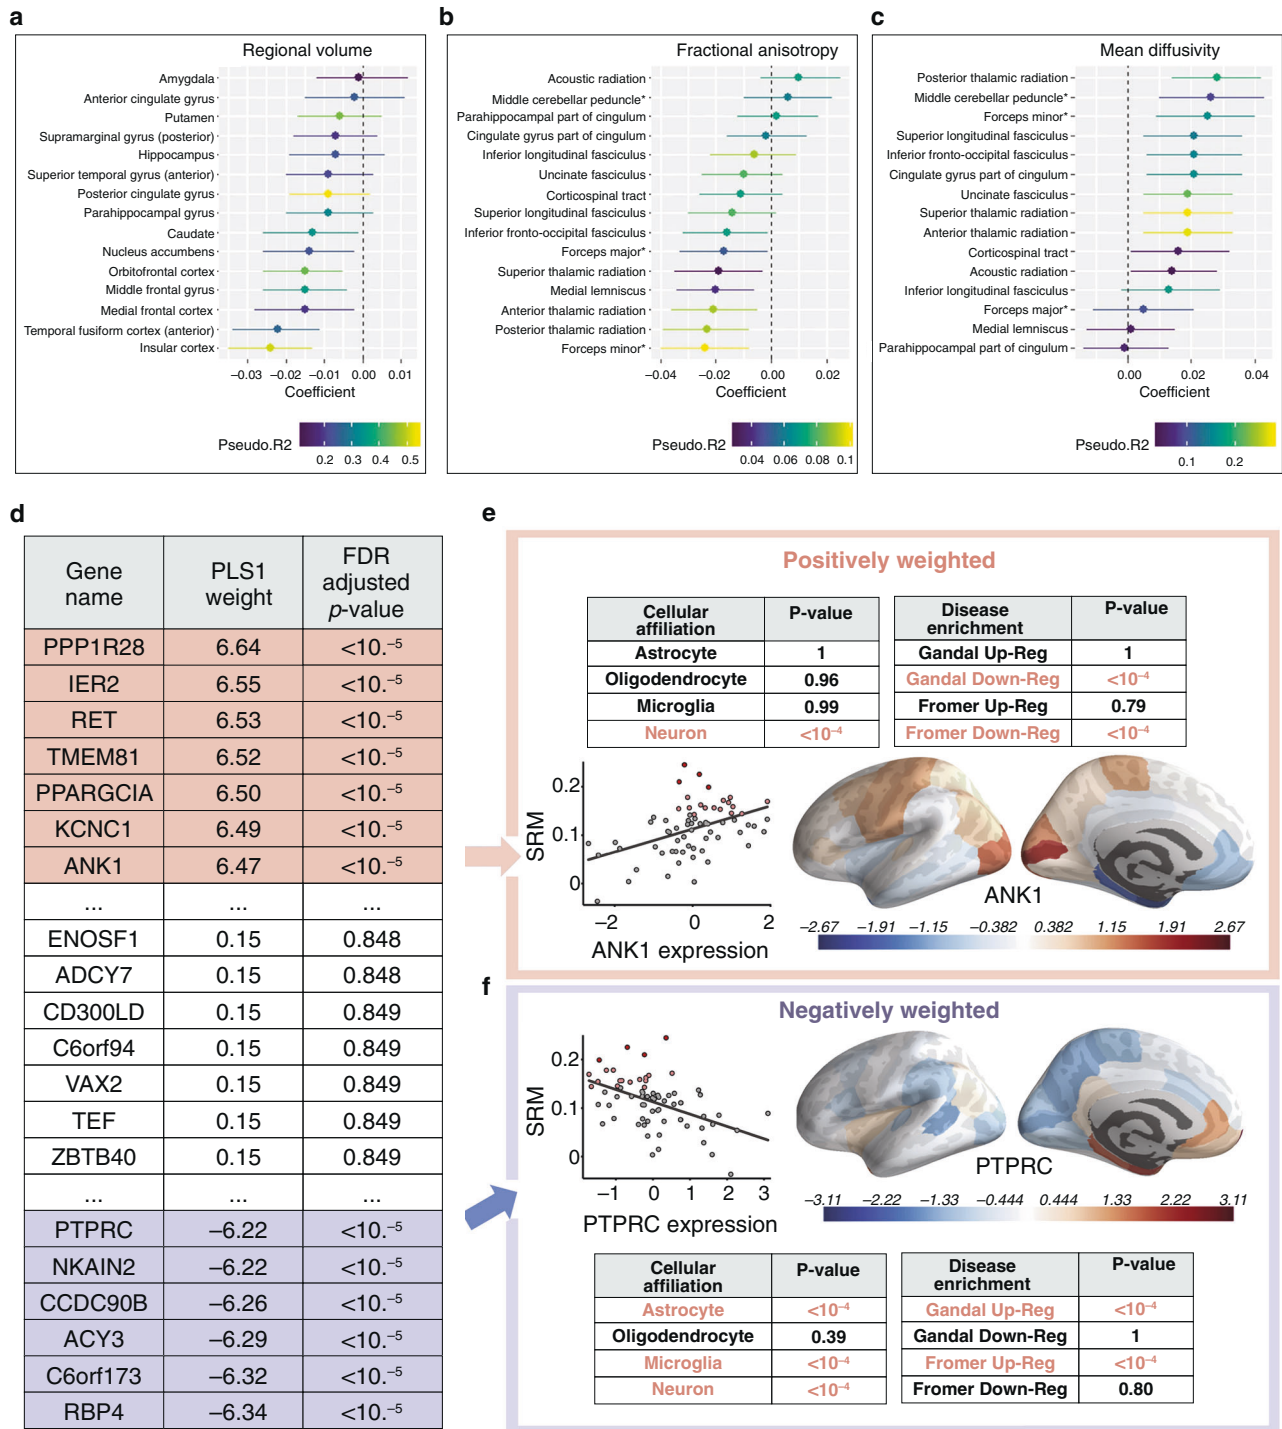 a
Regional volume
Amygdala
Anterior cingulate gyrus
Putamen
Supramarginal gyrus (posterior)
Hippocampus
Superior temporal gyrus (anterior)
Posterior cingulate gyrus
Parahippocampal gyrus
Caudate
Nucleus accumbens
Orbitofrontal cortex
Middle frontal gyrus
Medial frontal cortex
Temporal fusiform cortex (anterior)
Insular cortex
−0.03 −0.02 −0.01 0.00 0.01
Coefficient
Pseudo.R2
0.2 0.3 0.4 0.5
b
Fractional anisotropy
Acoustic radiation
Middle cerebellar peduncle*
Parahippocampal part of cingulum
Cingulate gyrus part of cingulum
Inferior longitudinal fasciculus
Uncinate fasciculus
Corticospinal tract
Superior longitudinal fasciculus
Inferior fronto-occipital fasciculus
Forceps major*
Superior thalamic radiation
Medial lemniscus
Anterior thalamic radiation
Posterior thalamic radiation
Forceps minor*
−0.04 −0.02 0.00 0.02
Coefficient
Pseudo.R2
0.04 0.06 0.08 0.1
c
Mean diffusivity
Posterior thalamic radiation
Middle cerebellar peduncle*
Forceps minor*
Superior longitudinal fasciculus
Inferior fronto-occipital fasciculus
Cingulate gyrus part of cingulum
Uncinate fasciculus
Superior thalamic radiation
Anterior thalamic radiation
Corticospinal tract
Acoustic radiation
Inferior longitudinal fasciculus
Forceps major*
Medial lemniscus
Parahippocampal part of cingulum
0.00 0.02 0.04
Coefficient
Pseudo.R2
0.1 0.2
d
Gene name PLS1 weight FDR adjusted p-value
PPP1R28 6.64 <10.⁻⁵
IER2 6.55 <10.⁻⁵
RET 6.53 <10.⁻⁵
TMEM81 6.52 <10.⁻⁵
PPARGCIA 6.50 <10.⁻⁵
KCNC1 6.49 <10.⁻⁵
ANK1 6.47 <10.⁻⁵
... ... ...
ENOSF1 0.15 0.848
ADCY7 0.15 0.848
CD300LD 0.15 0.849
C6orf94 0.15 0.849
VAX2 0.15 0.849
TEF 0.15 0.849
ZBTB40 0.15 0.849
... ... ...
PTPRC −6.22 <10.⁻⁵
NKAIN2 −6.22 <10.⁻⁵
CCDC90B −6.26 <10.⁻⁵
ACY3 −6.29 <10.⁻⁵
C6orf173 −6.32 <10.⁻⁵
RBP4 −6.34 <10.⁻⁵
e
Positively weighted
Cellular affiliation P-value
Astrocyte 1
Oligodendrocyte 0.96
Microglia 0.99
Neuron <10⁻⁴
Disease enrichment P-value
Gandal Up-Reg 1
Gandal Down-Reg <10⁻⁴
Fromer Up-Reg 0.79
Fromer Down-Reg <10⁻⁴
SRM
0.2
0.1
0
−2 0 2
ANK1 expression
ANK1
−2.67 −1.91 −1.15 −0.382 0.382 1.15 1.91 2.67
f
Negatively weighted
SRM
0.2
0.1
0
−1 0 1 2 3
PTPRC expression
PTPRC
−3.11 −2.22 −1.33 −0.444 0.444 1.33 2.22 3.11
Cellular affiliation P-value
Astrocyte <10⁻⁴
Oligodendrocyte 0.39
Microglia <10⁻⁴
Neuron <10⁻⁴
Disease enrichment P-value
Gandal Up-Reg <10⁻⁴
Gandal Down-Reg 1
Fromer Up-Reg <10⁻⁴
Fromer Down-Reg 0.80